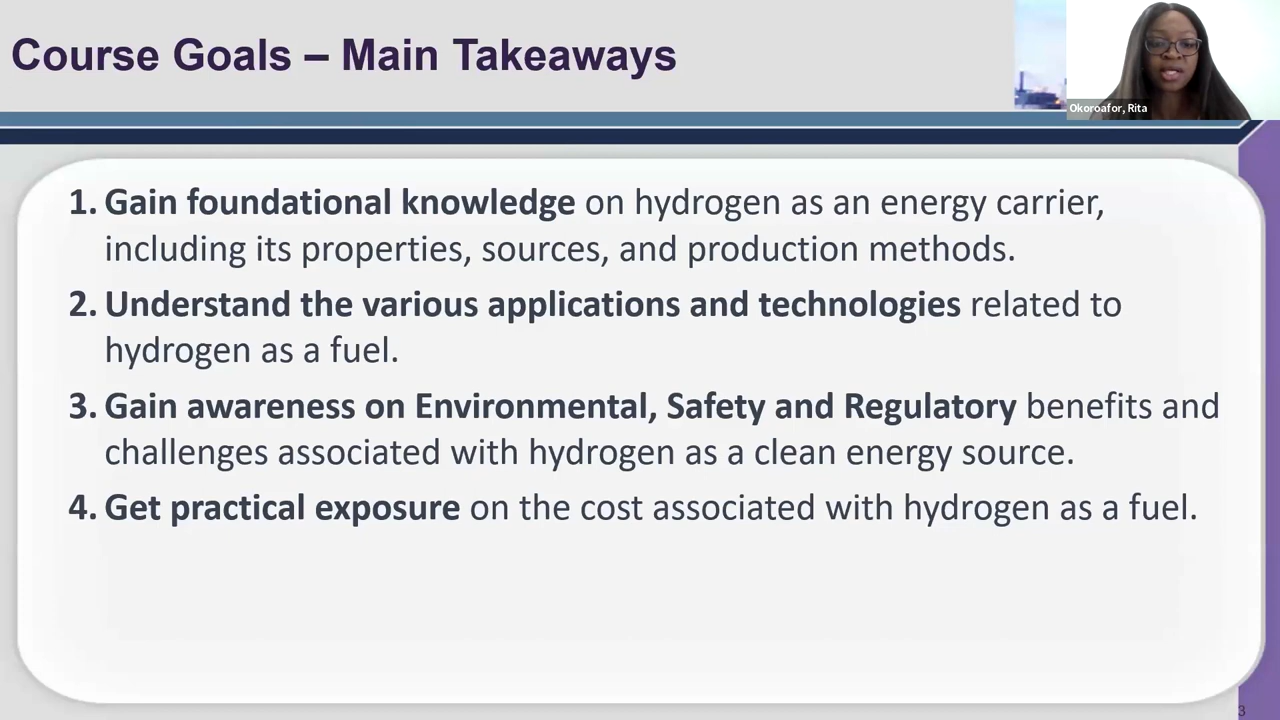 Course Goals – Main Takeaways
Okoroafor, Rita
1. Gain foundational knowledge on hydrogen as an energy carrier,
including its properties, sources, and production methods.
2. Understand the various applications and technologies related to
hydrogen as a fuel.
3. Gain awareness on Environmental, Safety and Regulatory benefits and
challenges associated with hydrogen as a clean energy source.
4. Get practical exposure on the cost associated with hydrogen as a fuel.
3